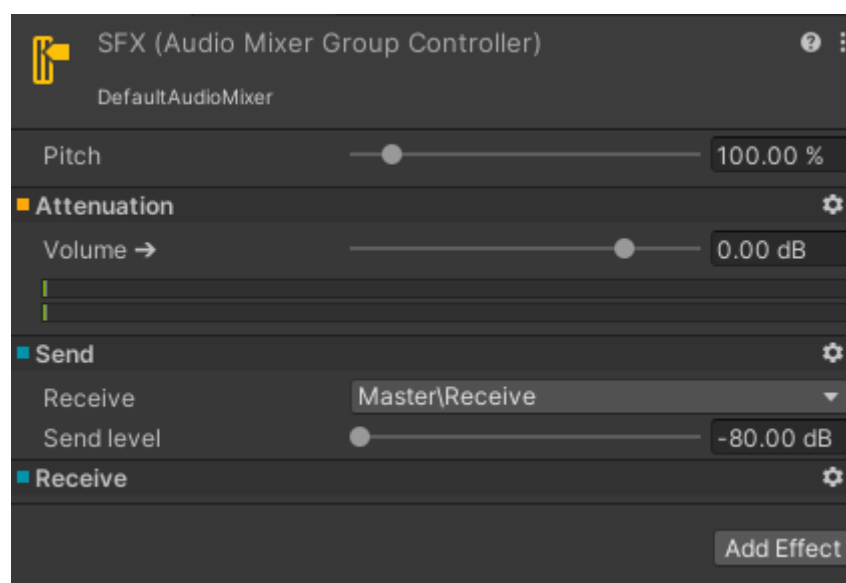 SFX (Audio Mixer Group Controller)
DefaultAudioMixer
Pitch 100.00 %
Attenuation
Volume → 0.00 dB
Send
Receive Master\Receive
Send level -80.00 dB
Receive
Add Effect